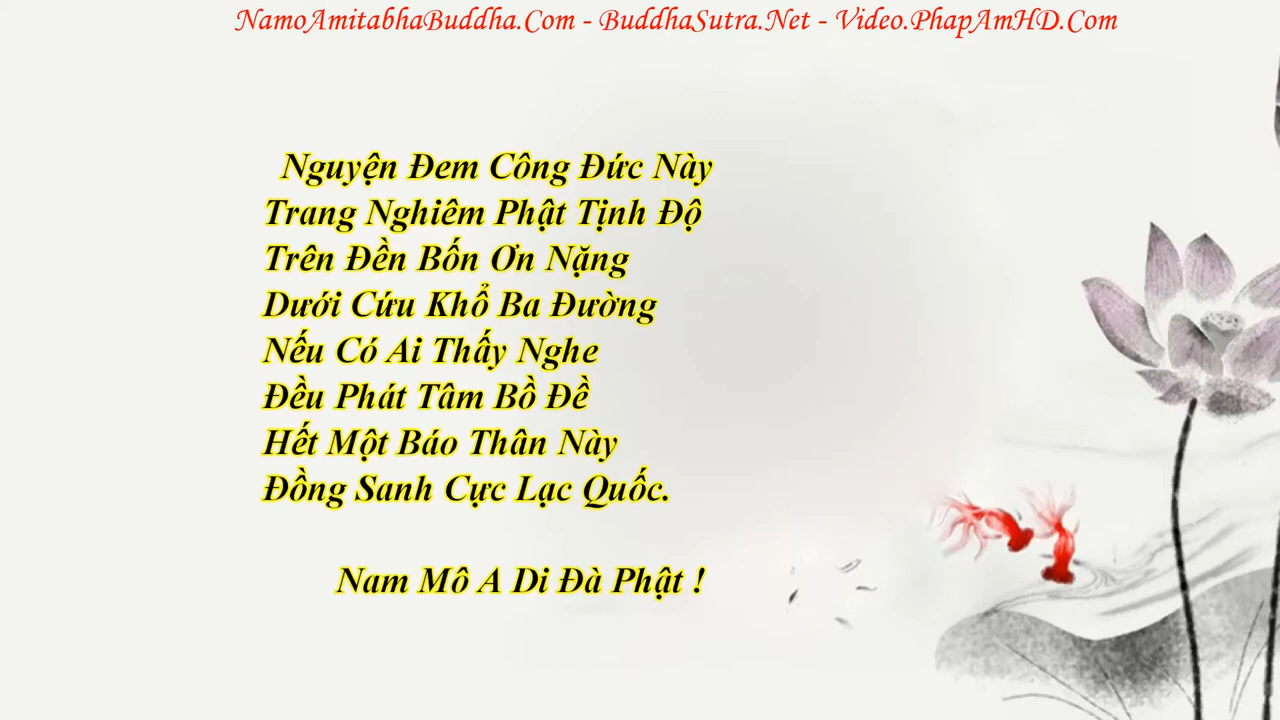 NamoAmitabhaBuddha.Com - BuddhaSutra.Net - Video.PhapAmHD.Com
Nguyện Đem Công Đức Này
Trang Nghiêm Phật Tịnh Độ
Trên Đền Bốn Ơn Nặng
Dưới Cứu Khổ Ba Đường
Nếu Có Ai Thấy Nghe
Đều Phát Tâm Bồ Đề
Hết Một Báo Thân Này
Đồng Sanh Cực Lạc Quốc.
Nam Mô A Di Đà Phật !